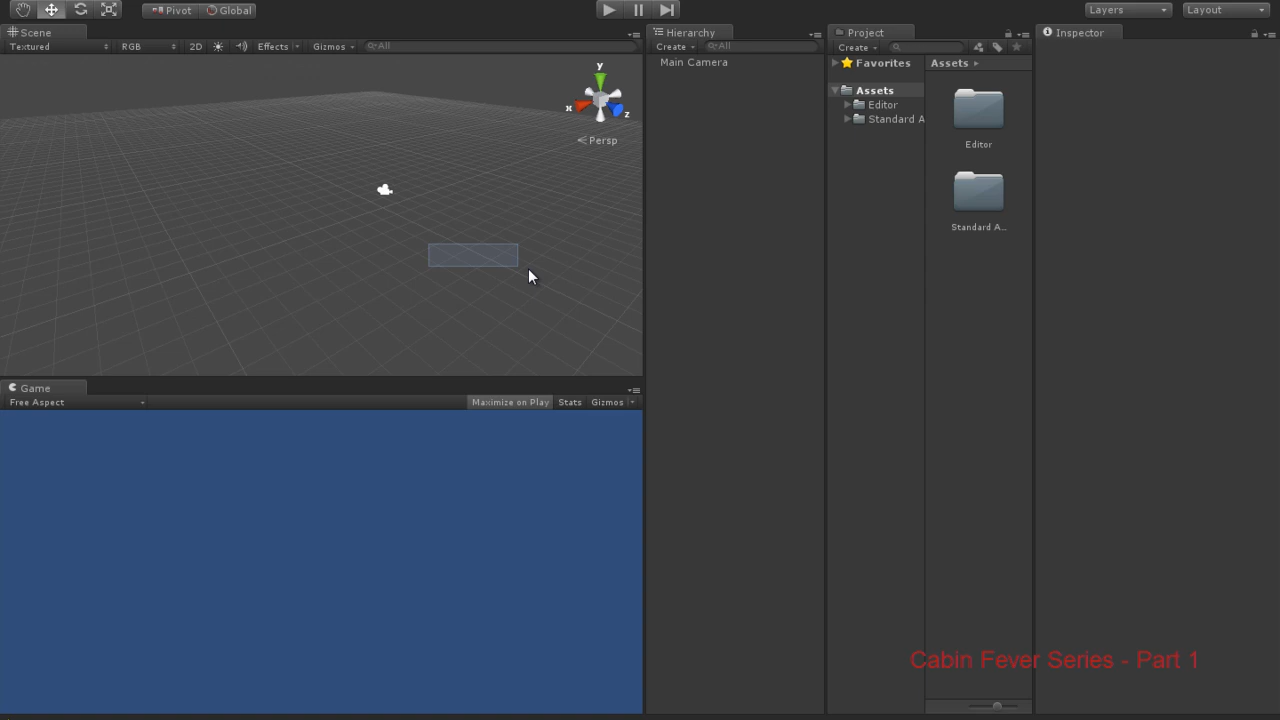 Pivot Global Layers Layout
Scene Hierarchy Project Inspector
Textured RGB 2D Effects Gizmos All Create All Create
Main Camera Favorites Assets
Assets
Editor
Standard A
Editor
Standard A...
y
x
z
Persp
Game
Free Aspect Maximize on Play Stats Gizmos
Cabin Fever Series - Part 1